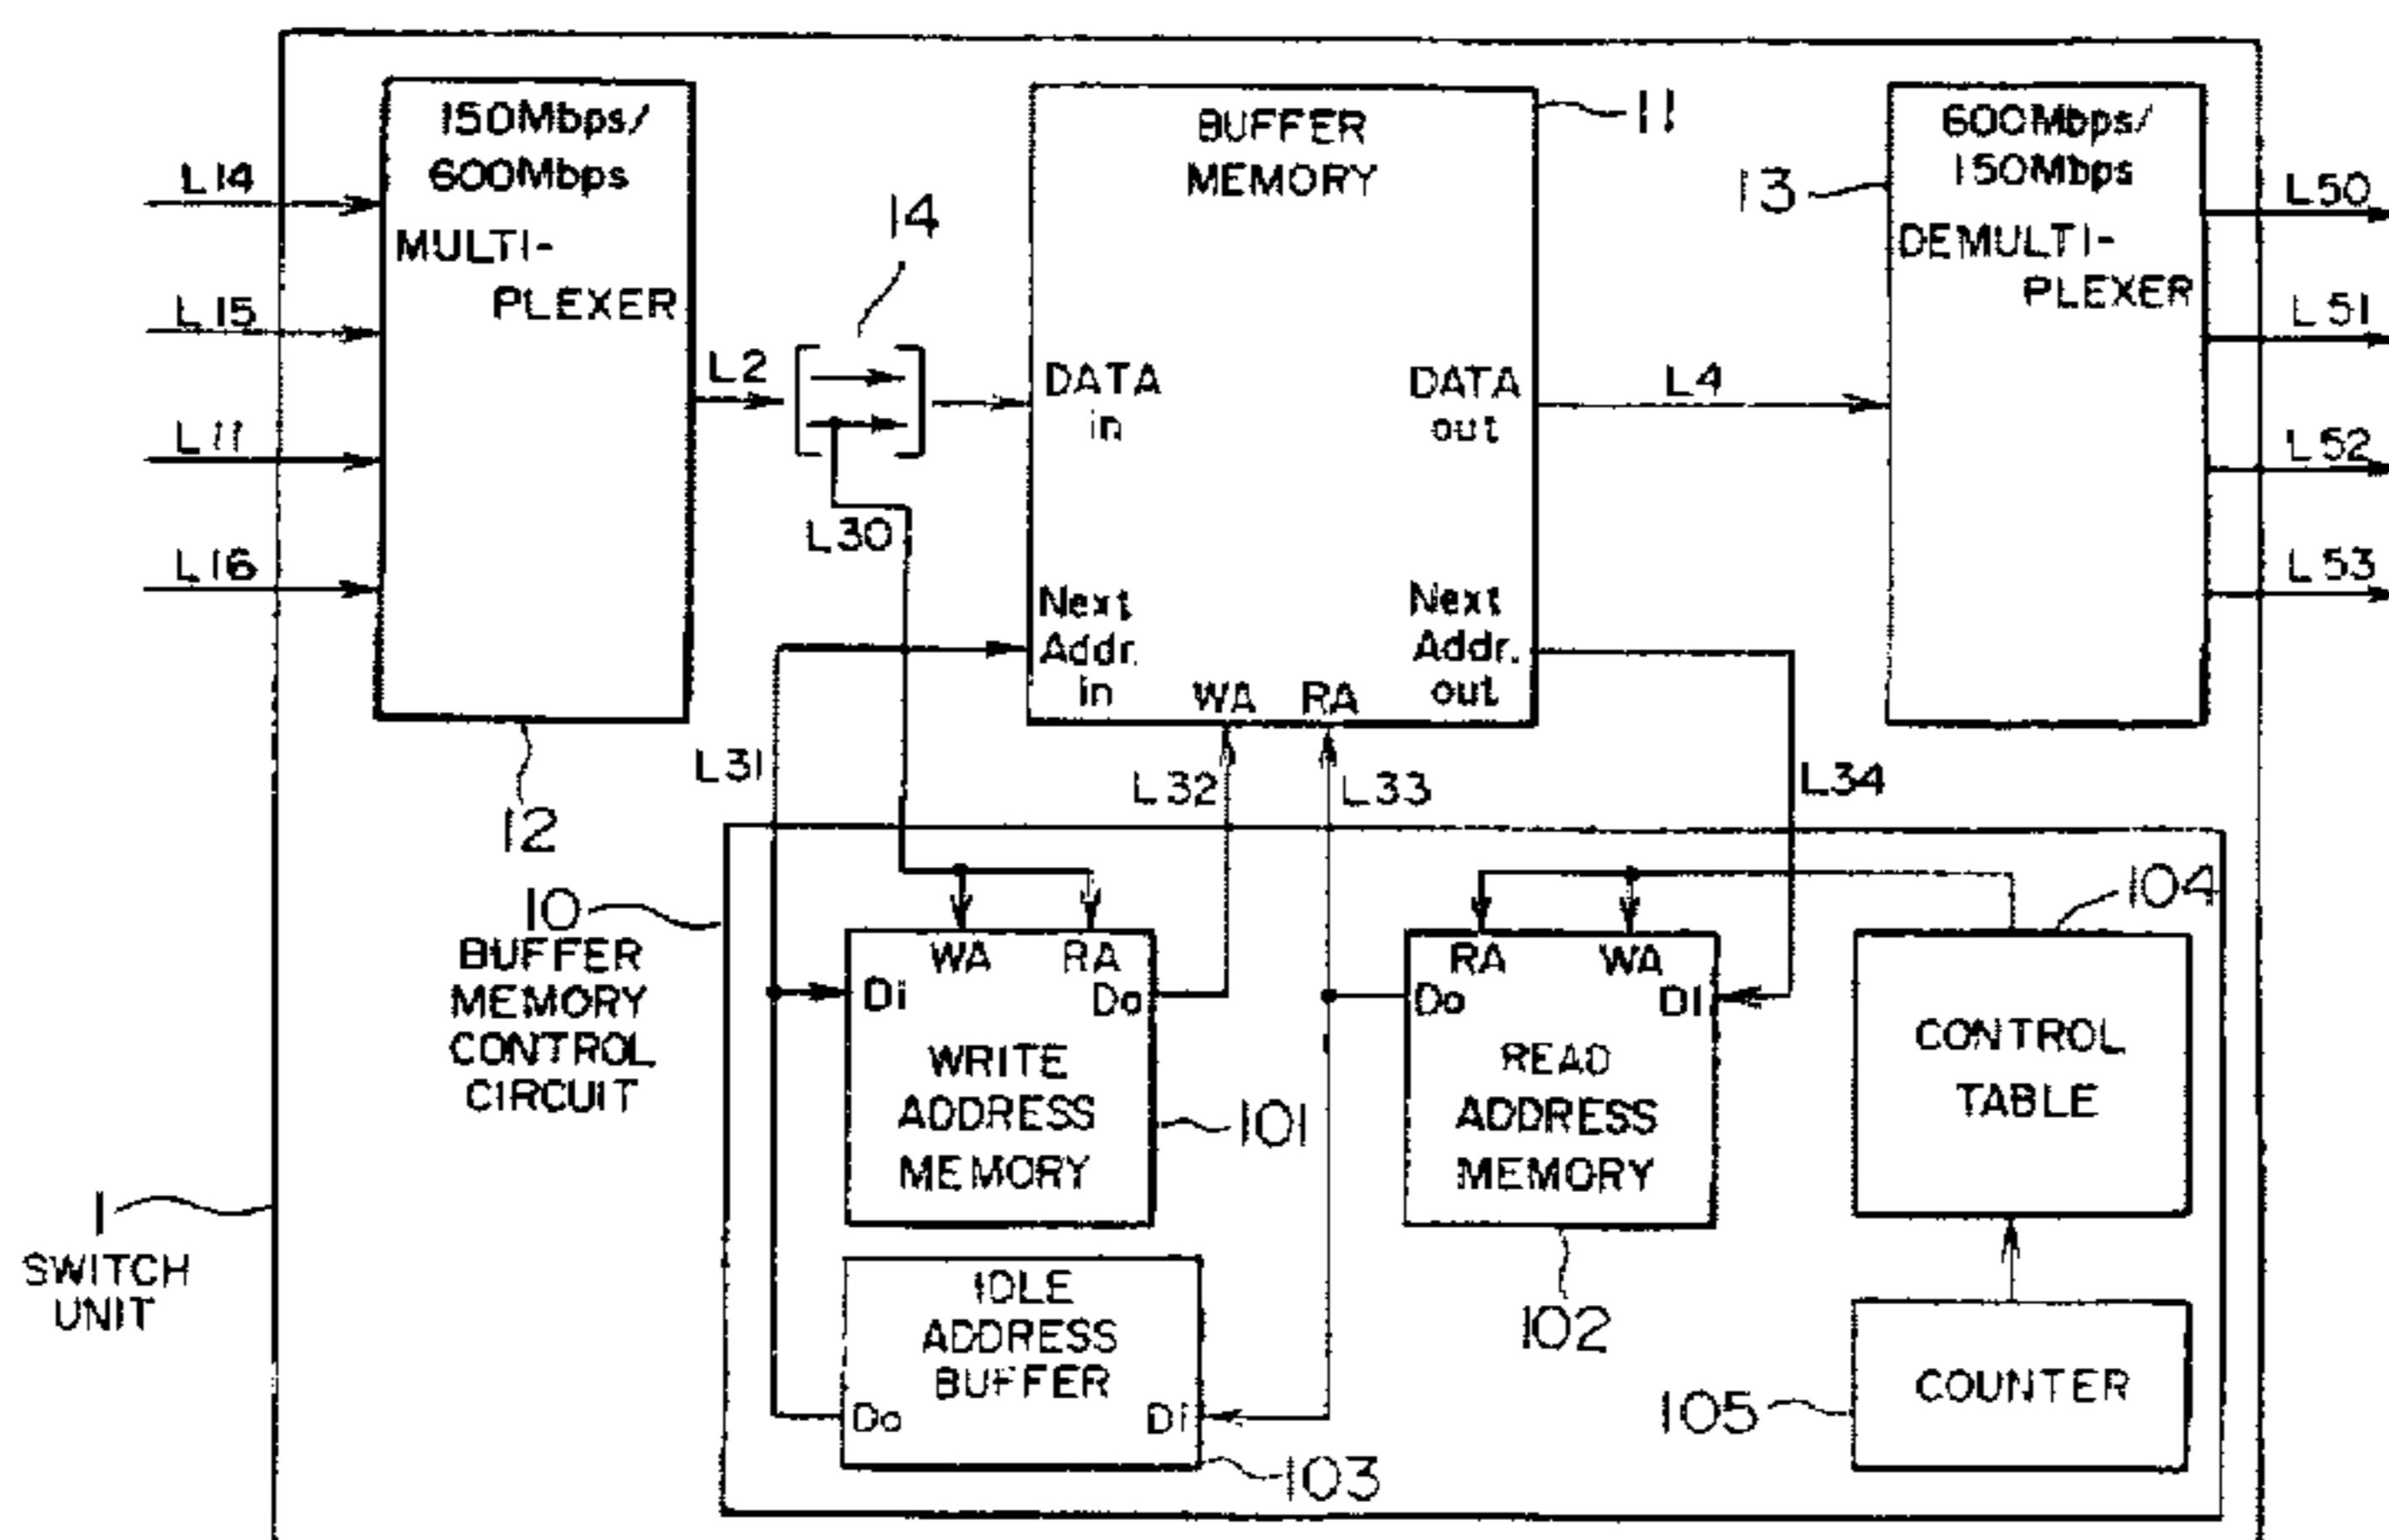 150Mbps/
600Mbps
MULTI-
PLEXER
L14
L15
L11
L16
12
L2
14
L30
BUFFER
MEMORY
11
DATA
in
DATA
out
Next
Addr.
in
WA
RA
Next
Addr.
out
L4
600Mbps/
150Mbps
DEMULTI-
PLEXER
13
L50
L51
L52
L53
L31
L32
L33
L34
10
BUFFER
MEMORY
CONTROL
CIRCUIT
WA
RA
Di
Do
WRITE
ADDRESS
MEMORY
101
RA
WA
Do
DI
READ
ADDRESS
MEMORY
102
104
CONTROL
TABLE
IDLE
ADDRESS
BUFFER
Do
Di
103
105
COUNTER
1
SWITCH
UNIT